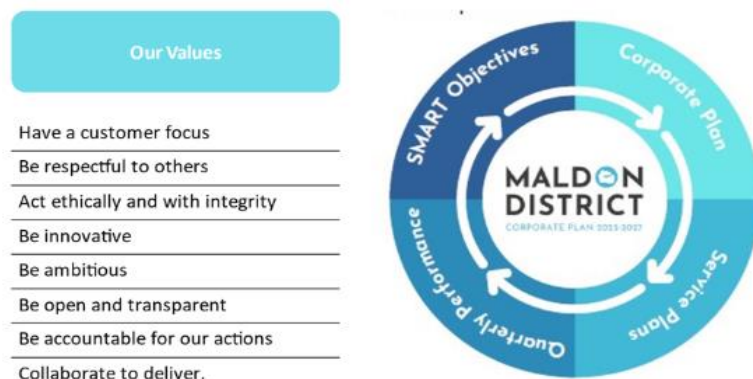 Our Values
Have a customer focus
Be respectful to others
Act ethically and with integrity
Be innovative
Be ambitious
Be open and transparent
Be accountable for our actions
Collaborate to deliver.
SMART Objectives
Corporate Plan
MALDON
DISTRICT
CORPORATE PLAN
Quarterly Performance
Service Plans